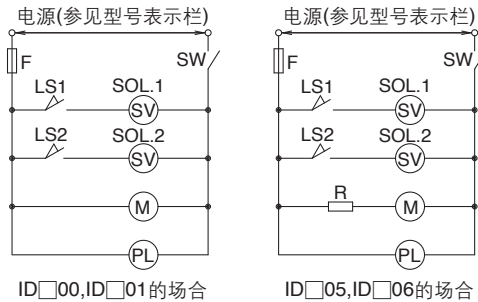 电源(参见型号表示栏)
F
SW
LS1
SOL.1
SV
LS2
SOL.2
SV
M
PL
ID□00,ID□01的场合
电源(参见型号表示栏)
F
SW
LS1
SOL.1
SV
LS2
SOL.2
SV
R
M
PL
ID□05,ID□06的场合